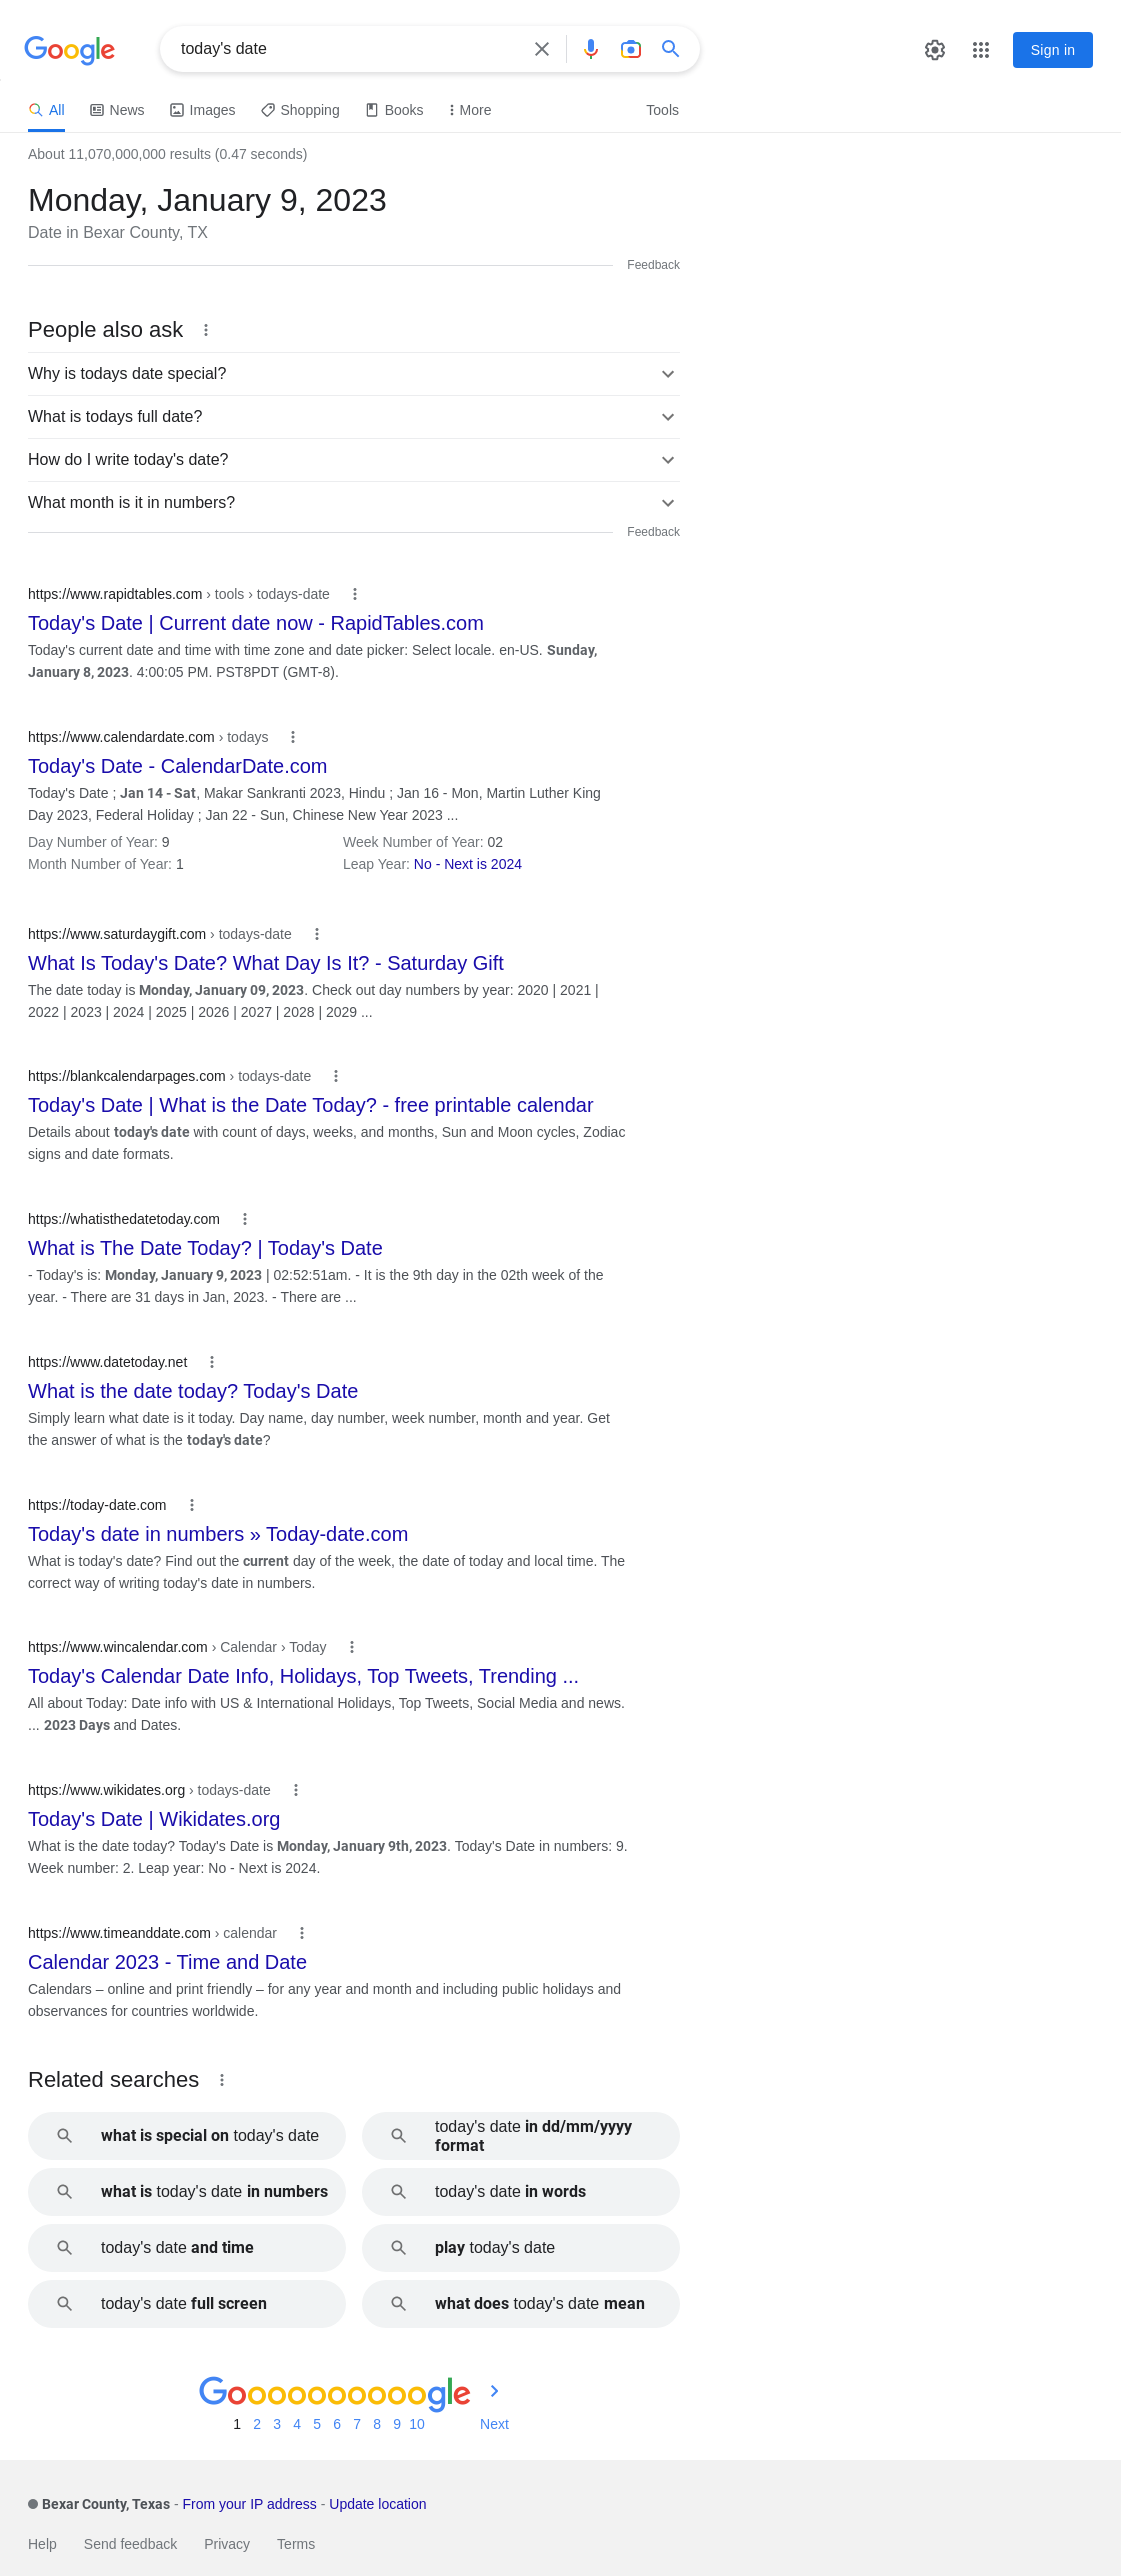 Google
today's date
Sign in
All
News
Images
Shopping
Books
More
Tools
About 11,070,000,000 results (0.47 seconds)
Monday, January 9, 2023
Date in Bexar County, TX
Feedback
People also ask
Why is todays date special?
What is todays full date?
How do I write today's date?
What month is it in numbers?
Feedback
https://www.rapidtables.com › tools › todays-date
Today's Date | Current date now - RapidTables.com
Today's current date and time with time zone and date picker: Select locale. en-US. Sunday,
January 8, 2023. 4:00:05 PM. PST8PDT (GMT-8).
https://www.calendardate.com › todays
Today's Date - CalendarDate.com
Today's Date ; Jan 14 - Sat, Makar Sankranti 2023, Hindu ; Jan 16 - Mon, Martin Luther King
Day 2023, Federal Holiday ; Jan 22 - Sun, Chinese New Year 2023 ...
Day Number of Year: 9
Week Number of Year: 02
Month Number of Year: 1
Leap Year: No - Next is 2024
https://www.saturdaygift.com › todays-date
What Is Today's Date? What Day Is It? - Saturday Gift
The date today is Monday, January 09, 2023. Check out day numbers by year: 2020 | 2021 |
2022 | 2023 | 2024 | 2025 | 2026 | 2027 | 2028 | 2029 ...
https://blankcalendarpages.com › todays-date
Today's Date | What is the Date Today? - free printable calendar
Details about today's date with count of days, weeks, and months, Sun and Moon cycles, Zodiac
signs and date formats.
https://whatisthedatetoday.com
What is The Date Today? | Today's Date
- Today's is: Monday, January 9, 2023 | 02:52:51am. - It is the 9th day in the 02th week of the
year. - There are 31 days in Jan, 2023. - There are ...
https://www.datetoday.net
What is the date today? Today's Date
Simply learn what date is it today. Day name, day number, week number, month and year. Get
the answer of what is the today's date?
https://today-date.com
Today's date in numbers » Today-date.com
What is today's date? Find out the current day of the week, the date of today and local time. The
correct way of writing today's date in numbers.
https://www.wincalendar.com › Calendar › Today
Today's Calendar Date Info, Holidays, Top Tweets, Trending ...
All about Today: Date info with US & International Holidays, Top Tweets, Social Media and news.
... 2023 Days and Dates.
https://www.wikidates.org › todays-date
Today's Date | Wikidates.org
What is the date today? Today's Date is Monday, January 9th, 2023. Today's Date in numbers: 9.
Week number: 2. Leap year: No - Next is 2024.
https://www.timeanddate.com › calendar
Calendar 2023 - Time and Date
Calendars – online and print friendly – for any year and month and including public holidays and
observances for countries worldwide.
Related searches
what is special on today's date
today's date in dd/mm/yyyy
format
what is today's date in numbers
today's date in words
today's date and time
play today's date
today's date full screen
what does today's date mean
Goooooooooogle
1 2 3 4 5 6 7 8 9 10 Next
Bexar County, Texas - From your IP address - Update location
Help Send feedback Privacy Terms